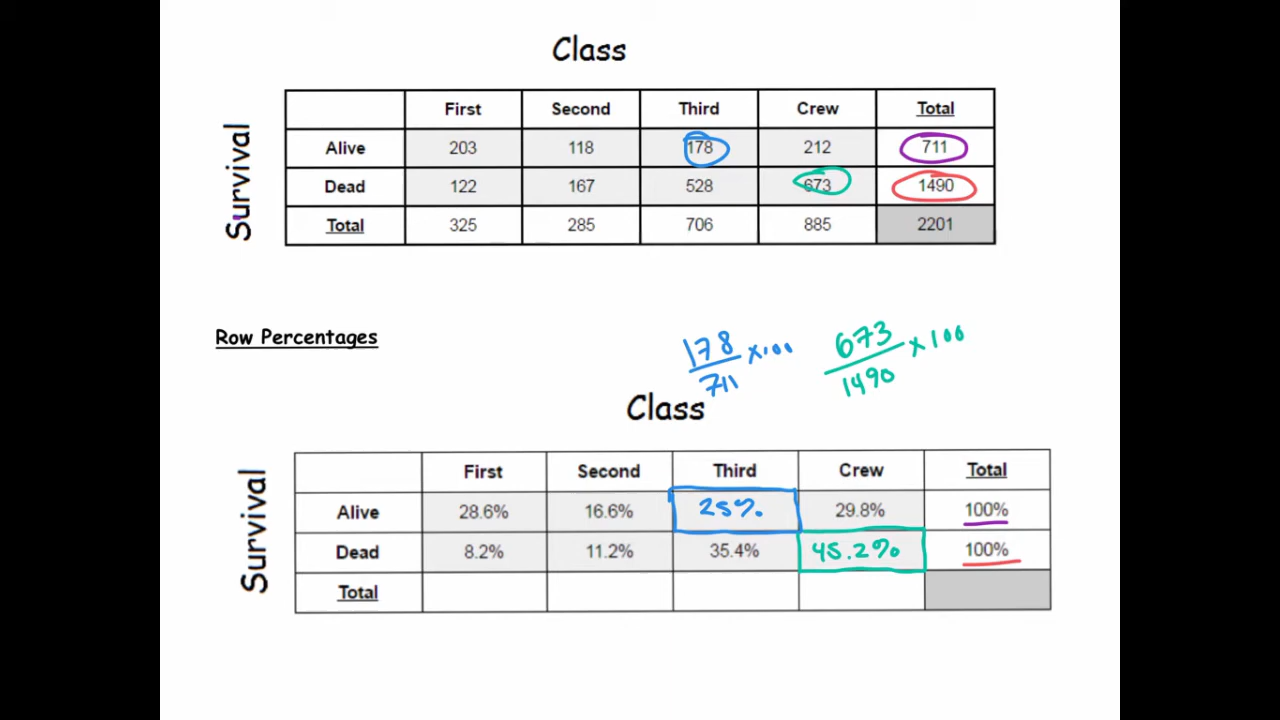 Class
Survival
First Second Third Crew Total
Alive 203 118 178 212 711
Dead 122 167 528 673 1490
Total 325 285 706 885 2201
Row Percentages
178/711 x100 673/1490 x100
Class
Survival
First Second Third Crew Total
Alive 28.6% 16.6% 25% 29.8% 100%
Dead 8.2% 11.2% 35.4% 45.2% 100%
Total